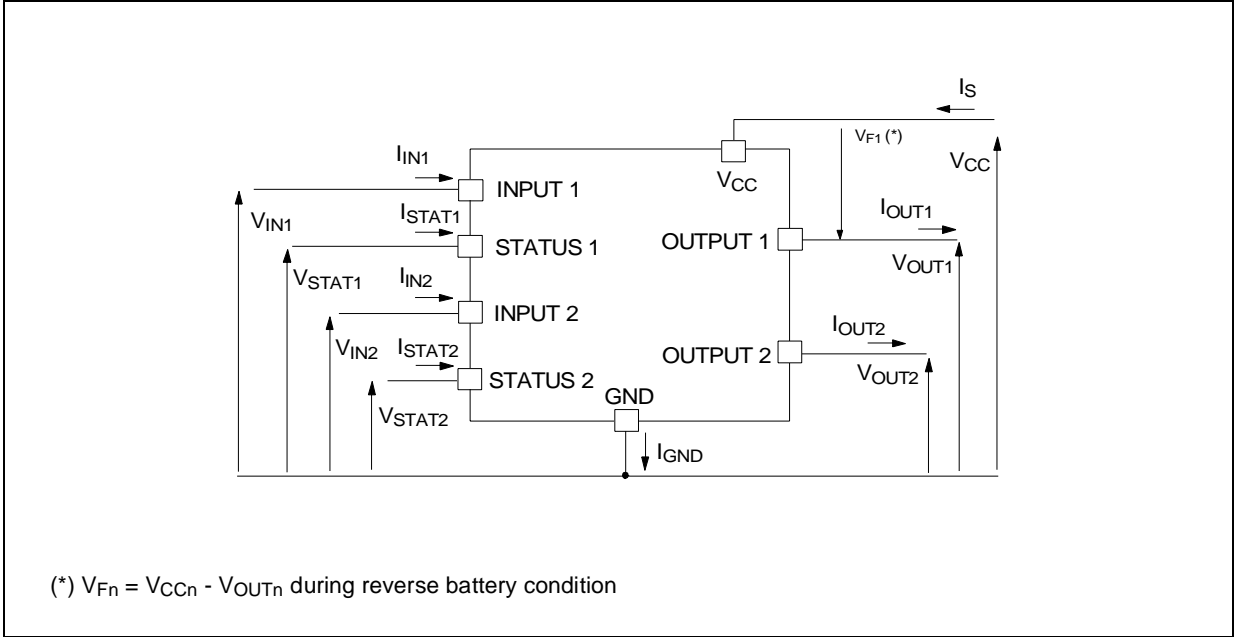 IS
VF1 (*)
VCC
IIN1
VCC
INPUT 1
VIN1
ISTAT1
IOUT1
OUTPUT 1
STATUS 1
VOUT1
VSTAT1
IIN2
INPUT 2
IOUT2
VIN2
ISTAT2
OUTPUT 2
VOUT2
STATUS 2
GND
VSTAT2
IGND
(*) VFn = VCCn - VOUTn during reverse battery condition